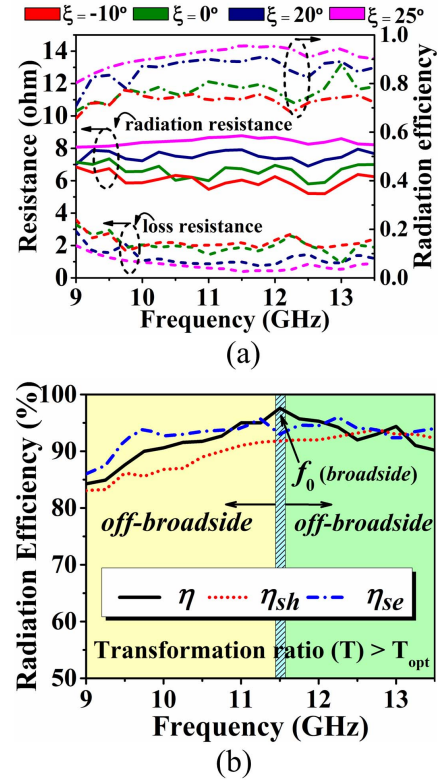 ξ = -10° ξ = 0° ξ = 20° ξ = 25°
14
12
10
8
6
4
2
0
Resistance (ohm)
1.0
0.8
0.6
0.4
0.2
0.0
Radiation efficiency
radiation resistance
loss resistance
9 10 11 12 13
Frequency (GHz)
(a)
100
90
80
70
60
50
Radiation Efficiency (%)
f0 (broadside)
off-broadside off-broadside
η ηsh ηse
Transformation ratio (T) > Topt
9 10 11 12 13
Frequency (GHz)
(b)